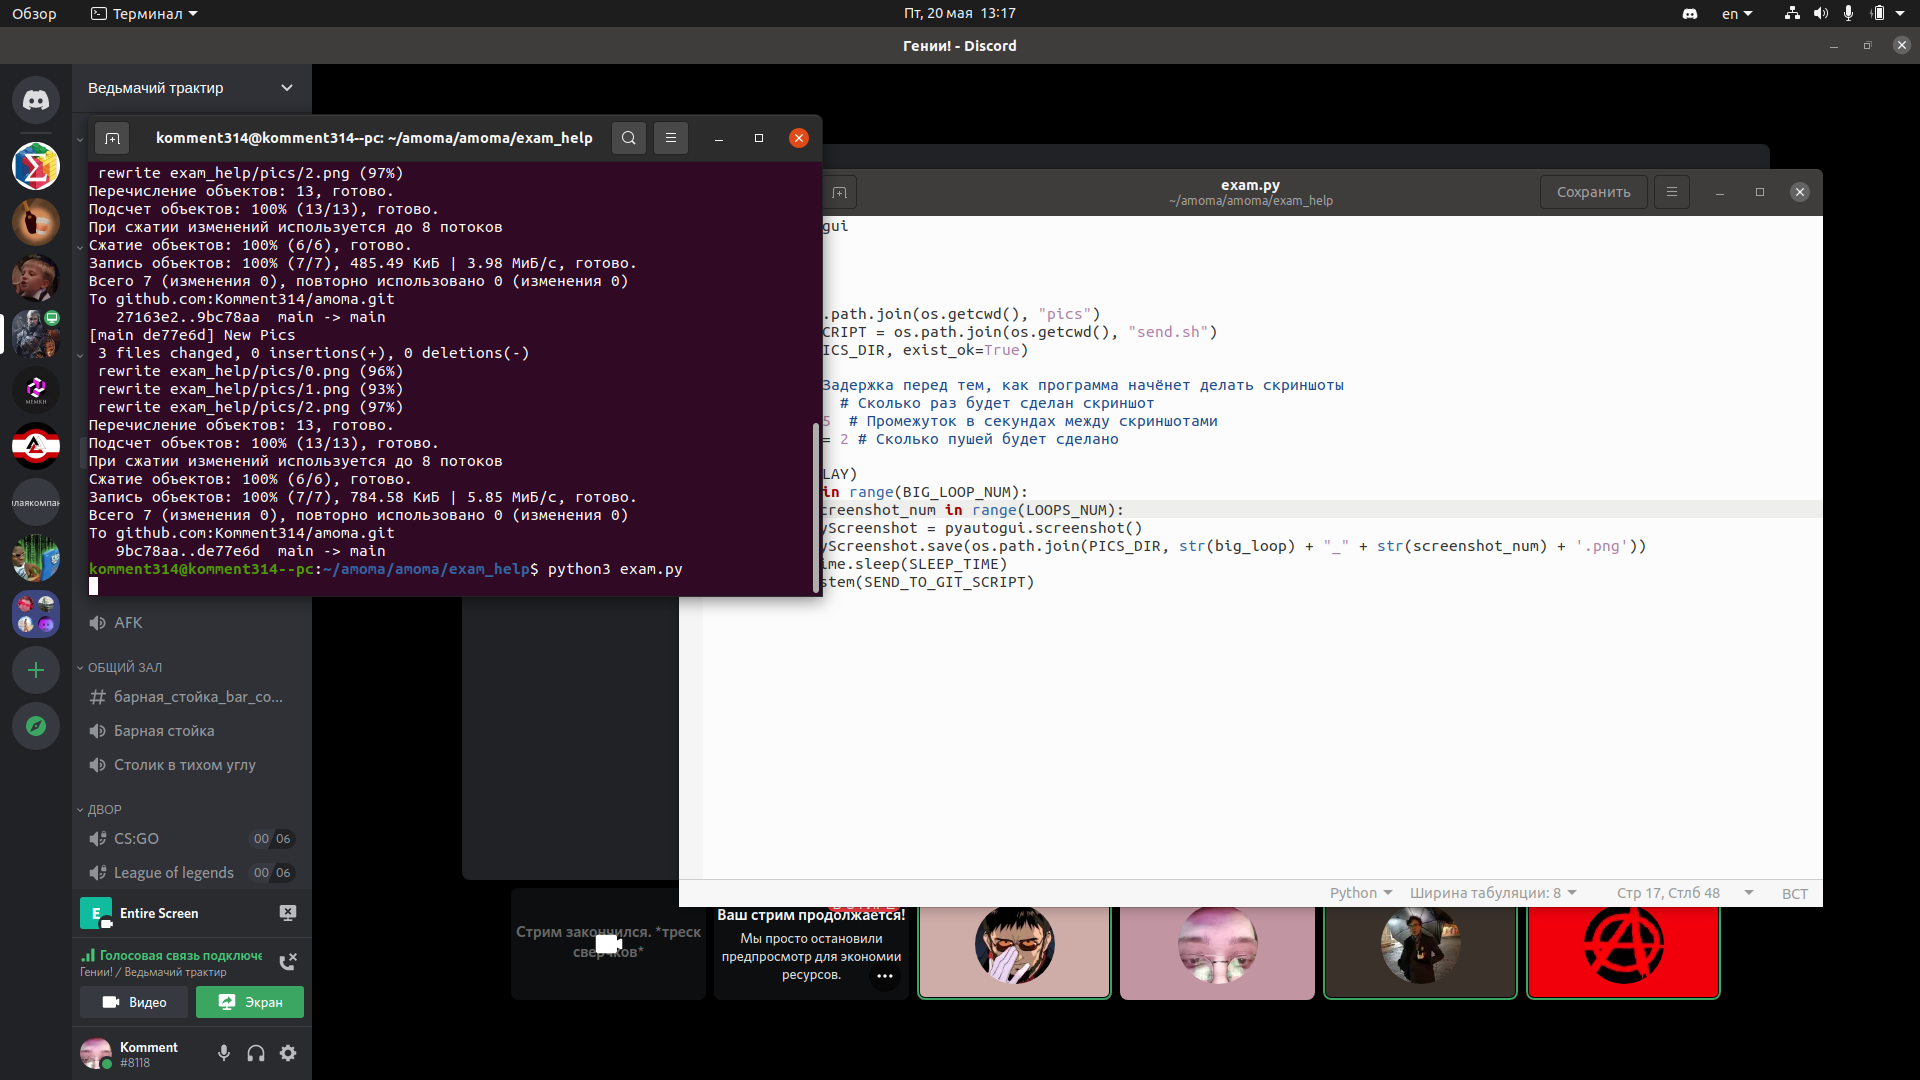 Обзор
Терминал
Пт, 20 мая 13:17
en
Гении! - Discord
Ведьмачий трактир
komment314@komment314--pc: ~/amoma/amoma/exam_help
rewrite exam_help/pics/2.png (97%)
Перечисление объектов: 13, готово.
Подсчет объектов: 100% (13/13), готово.
При сжатии изменений используется до 8 потоков
Сжатие объектов: 100% (6/6), готово.
Запись объектов: 100% (7/7), 485.49 КиБ | 3.98 МиБ/с, готово.
Всего 7 (изменения 0), повторно использовано 0 (изменения 0)
To github.com:Komment314/amoma.git
27163e2..9bc78aa  main -> main
[main de77e6d] New Pics
3 files changed, 0 insertions(+), 0 deletions(-)
rewrite exam_help/pics/0.png (96%)
rewrite exam_help/pics/1.png (93%)
rewrite exam_help/pics/2.png (97%)
Перечисление объектов: 13, готово.
Подсчет объектов: 100% (13/13), готово.
При сжатии изменений используется до 8 потоков
Сжатие объектов: 100% (6/6), готово.
Запись объектов: 100% (7/7), 784.58 КиБ | 5.85 МиБ/с, готово.
Всего 7 (изменения 0), повторно использовано 0 (изменения 0)
To github.com:Komment314/amoma.git
9bc78aa..de77e6d  main -> main
komment314@komment314--pc:~/amoma/amoma/exam_help$ python3 exam.py
exam.py
~/amoma/amoma/exam_help
Сохранить
gui
.path.join(os.getcwd(), "pics")
CRIPT = os.path.join(os.getcwd(), "send.sh")
ICS_DIR, exist_ok=True)
Задержка перед тем, как программа начёнет делать скриншоты
# Сколько раз будет сделан скриншот
5  # Промежуток в секундах между скриншотами
= 2 # Сколько пушей будет сделано
LAY)
in range(BIG_LOOP_NUM):
creenshot_num in range(LOOPS_NUM):
yScreenshot = pyautogui.screenshot()
yScreenshot.save(os.path.join(PICS_DIR, str(big_loop) + "_" + str(screenshot_num) + '.png'))
ime.sleep(SLEEP_TIME)
stem(SEND_TO_GIT_SCRIPT)
Python
Ширина табуляции: 8
Стр 17, Стлб 48
ВСТ
МЕМКН
лаякомпан
AFK
ОБЩИЙ ЗАЛ
барная_стойка_bar_co...
Барная стойка
Столик в тихом углу
ДВОР
CS:GO
00 06
League of legends
00 06
E
Entire Screen
Голосовая связь подключе
Гении! / Ведьмачий трактир
Видео
Экран
Komment
#8118
Стрим закончился. *треск
сверчков*
Ваш стрим продолжается!
Мы просто остановили
предпросмотр для экономии
ресурсов.